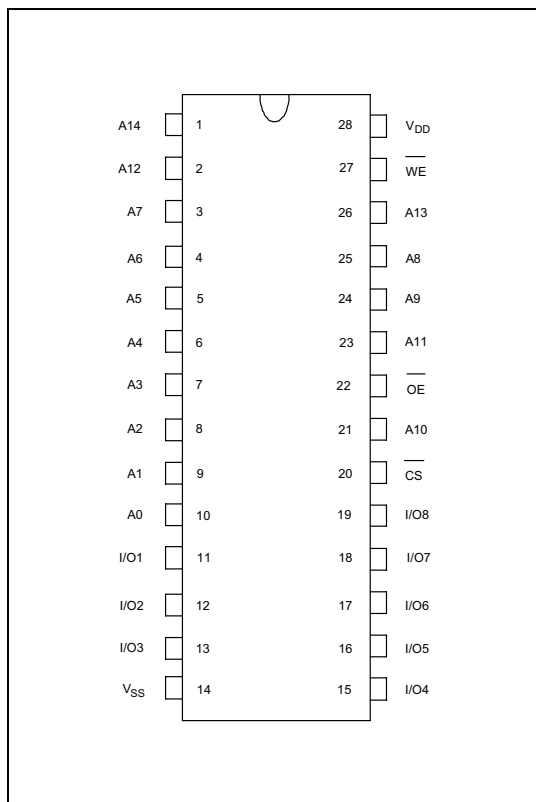 A14 1 28 VDD
A12 2 27 WE
A7 3 26 A13
A6 4 25 A8
A5 5 24 A9
A4 6 23 A11
A3 7 22 OE
A2 8 21 A10
A1 9 20 CS
A0 10 19 I/O8
I/O1 11 18 I/O7
I/O2 12 17 I/O6
I/O3 13 16 I/O5
VSS 14 15 I/O4